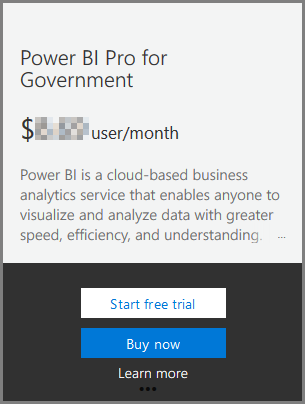 Power BI Pro for
Government
$ user/month
Power BI is a cloud-based business
analytics service that enables anyone to
visualize and analyze data with greater
speed, efficiency, and understanding. ...
Start free trial
Buy now
Learn more